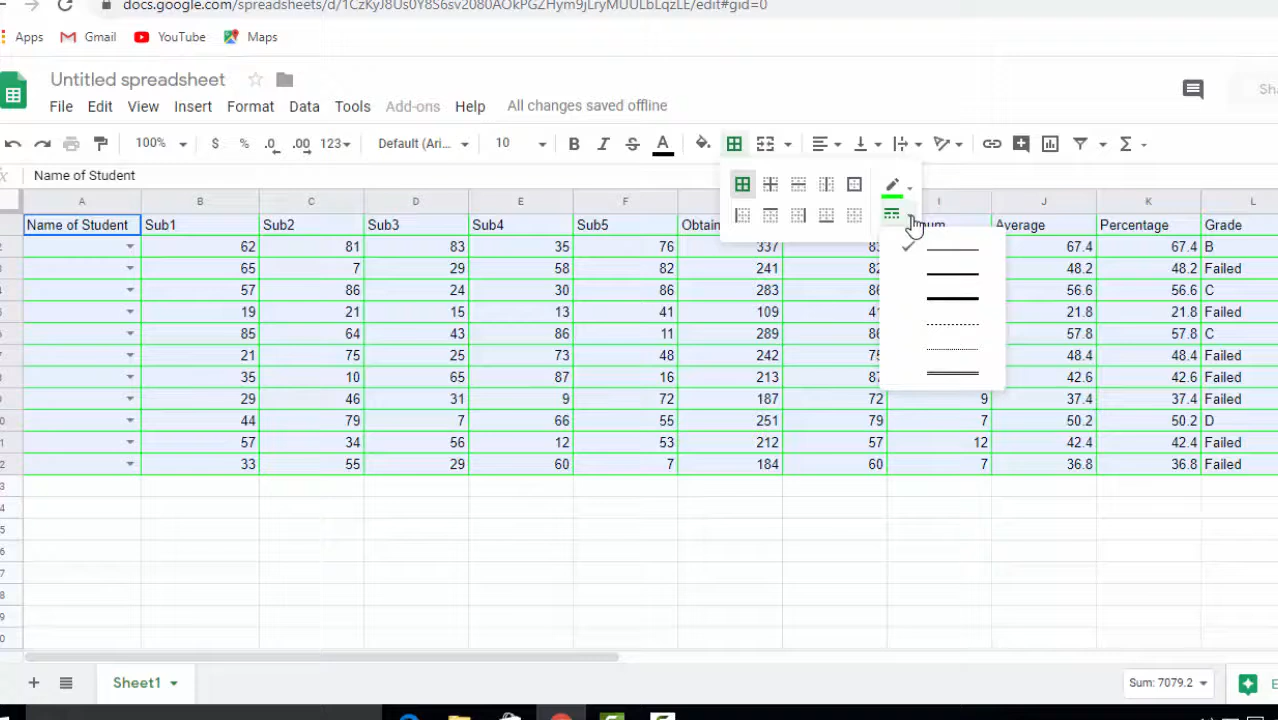 docs.google.com/spreadsheets/d/1CzKyJ8Us0Y8S6sv2080AOkPGZHym9jLryMUULbLqzLE/edit#gid=0
Apps Gmail YouTube Maps
Untitled spreadsheet
File Edit View Insert Format Data Tools Add-ons Help All changes saved offline
100% $ % .0 .00 123 Default (Ari... 10 B I S A
Name of Student
A B C D E F I J K L
Name of Student Sub1 Sub2 Sub3 Sub4 Sub5 Average Percentage Grade
62 81 83 35 76 337 67.4 67.4 B
65 7 29 58 82 241 48.2 48.2 Failed
57 86 24 30 86 283 56.6 56.6 C
19 21 15 13 41 109 21.8 21.8 Failed
85 64 43 86 11 289 57.8 57.8 C
21 75 25 73 48 242 48.4 48.4 Failed
35 10 65 87 16 213 42.6 42.6 Failed
29 46 31 9 72 187 72 9 37.4 37.4 Failed
44 79 7 66 55 251 79 7 50.2 50.2 D
57 34 56 12 53 212 57 12 42.4 42.4 Failed
33 55 29 60 7 184 60 7 36.8 36.8 Failed
Sheet1 Sum: 7079.2